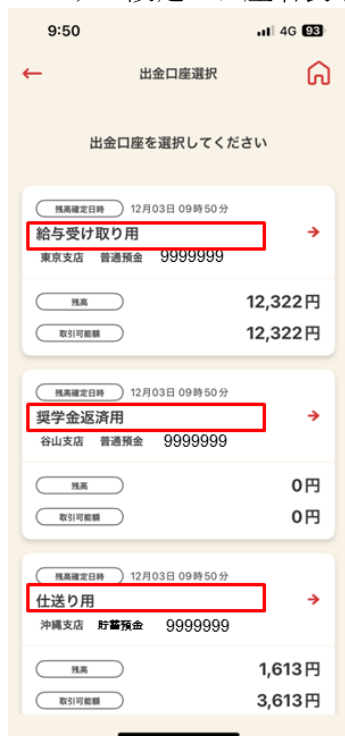 9:50 4G 93
出金口座選択
出金口座を選択してください
残高確定日時 12月03日 09時50分
給与受け取り用
東京支店 普通預金 9999999
残高 12,322円
取引可能額 12,322円
残高確定日時 12月03日 09時50分
奨学金返済用
谷山支店 普通預金 9999999
残高 0円
取引可能額 0円
残高確定日時 12月03日 09時50分
仕送り用
沖縄支店 貯蓄預金 9999999
残高 1,613円
取引可能額 3,613円